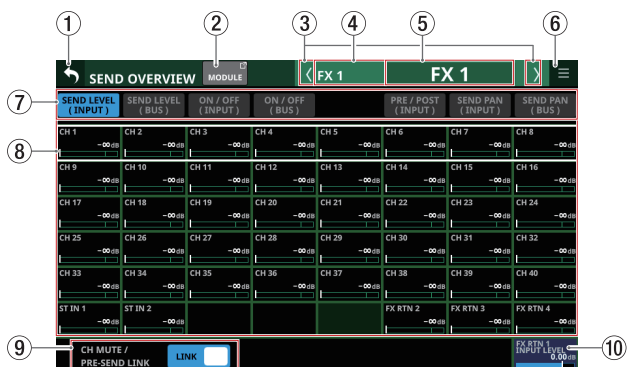 1 2 3 4 5 6
SEND OVERVIEW MODULE FX 1 FX 1
7
SEND LEVEL (INPUT) SEND LEVEL (BUS) ON / OFF (INPUT) ON / OFF (BUS) PRE / POST (INPUT) SEND PAN (INPUT) SEND PAN (BUS)
8
CH 1 CH 2 CH 3 CH 4 CH 5 CH 6 CH 7 CH 8
-∞dB -∞dB -∞dB -∞dB -∞dB -∞dB -∞dB -∞dB
CH 9 CH 10 CH 11 CH 12 CH 13 CH 14 CH 15 CH 16
-∞dB -∞dB -∞dB -∞dB -∞dB -∞dB -∞dB -∞dB
CH 17 CH 18 CH 19 CH 20 CH 21 CH 22 CH 23 CH 24
-∞dB -∞dB -∞dB -∞dB -∞dB -∞dB -∞dB -∞dB
CH 25 CH 26 CH 27 CH 28 CH 29 CH 30 CH 31 CH 32
-∞dB -∞dB -∞dB -∞dB -∞dB -∞dB -∞dB -∞dB
CH 33 CH 34 CH 35 CH 36 CH 37 CH 38 CH 39 CH 40
-∞dB -∞dB -∞dB -∞dB -∞dB -∞dB -∞dB -∞dB
ST IN 1 ST IN 2 FX RTN 2 FX RTN 3 FX RTN 4
-∞dB -∞dB -∞dB -∞dB -∞dB
9 10
CH MUTE / PRE-SEND LINK LINK
FX RTN 1
INPUT LEVEL
0.00dB